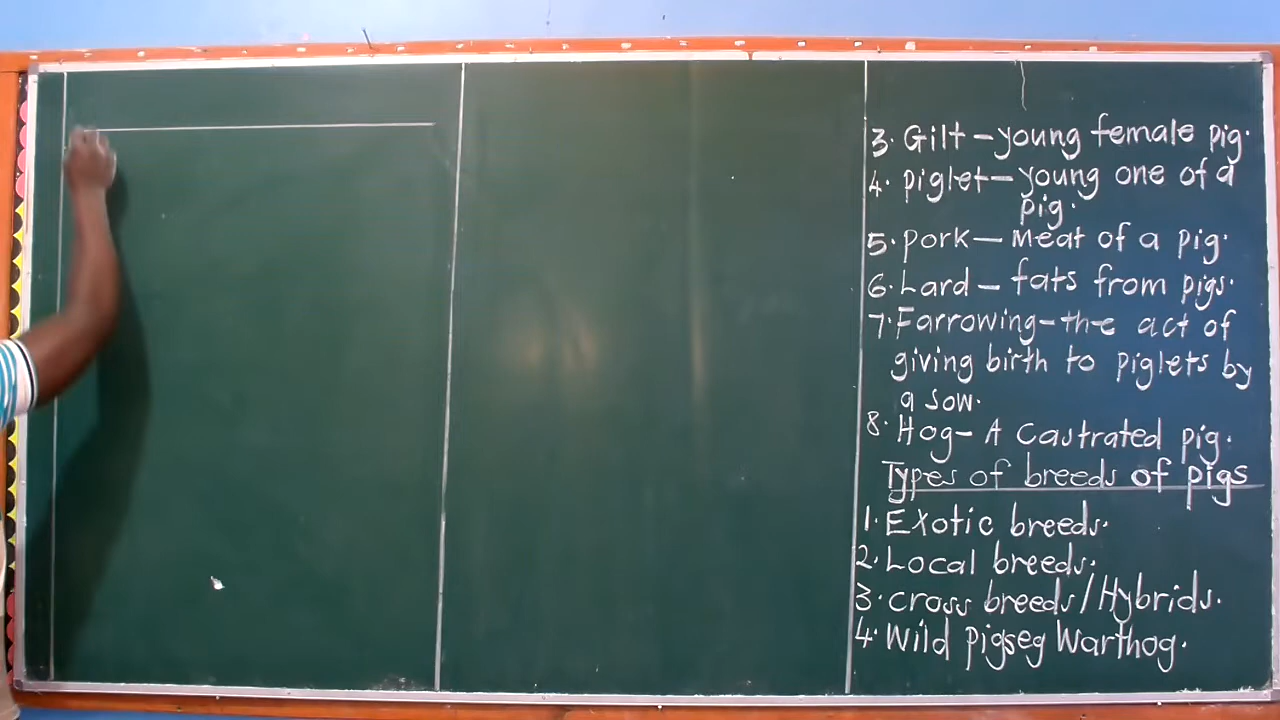 3. Gilt - young female pig.
4. piglet - young one of a
pig.
5. pork - Meat of a pig.
6. Lard - fats from pigs.
7. Farrowing - the act of
giving birth to piglets by
a sow.
8. Hog - A Castrated pig.
Types of breeds of pigs
1. Exotic breeds.
2. Local breeds.
3. cross breeds/Hybrids.
4. Wild pigs eg Warthog.